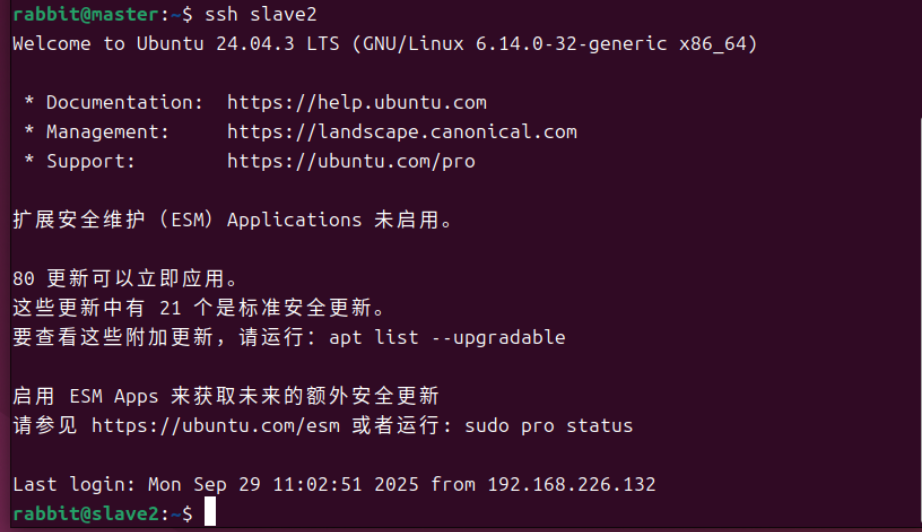 rabbit@master:~$ ssh slave2
Welcome to Ubuntu 24.04.3 LTS (GNU/Linux 6.14.0-32-generic x86_64)
* Documentation:  https://help.ubuntu.com
* Management:     https://landscape.canonical.com
* Support:        https://ubuntu.com/pro
扩展安全维护（ESM）Applications 未启用。
80 更新可以立即应用。
这些更新中有 21 个是标准安全更新。
要查看这些附加更新，请运行：apt list --upgradable
启用 ESM Apps 来获取未来的额外安全更新
请参见 https://ubuntu.com/esm 或者运行: sudo pro status
Last login: Mon Sep 29 11:02:51 2025 from 192.168.226.132
rabbit@slave2:~$